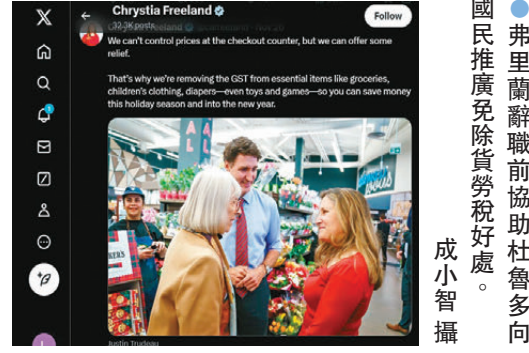 Chrystia Freeland
32.3K posts
Follow
We can't control prices at the checkout counter, but we can offer some
relief.
That's why we're removing the GST from essential items like groceries,
children's clothing, diapers—even toys and games—so you can save money
this holiday season and into the new year.
Justin Trudeau
●弗里蘭辭職前協助杜魯多向
國民推廣免除貨勞稅好處。
成小智 攝